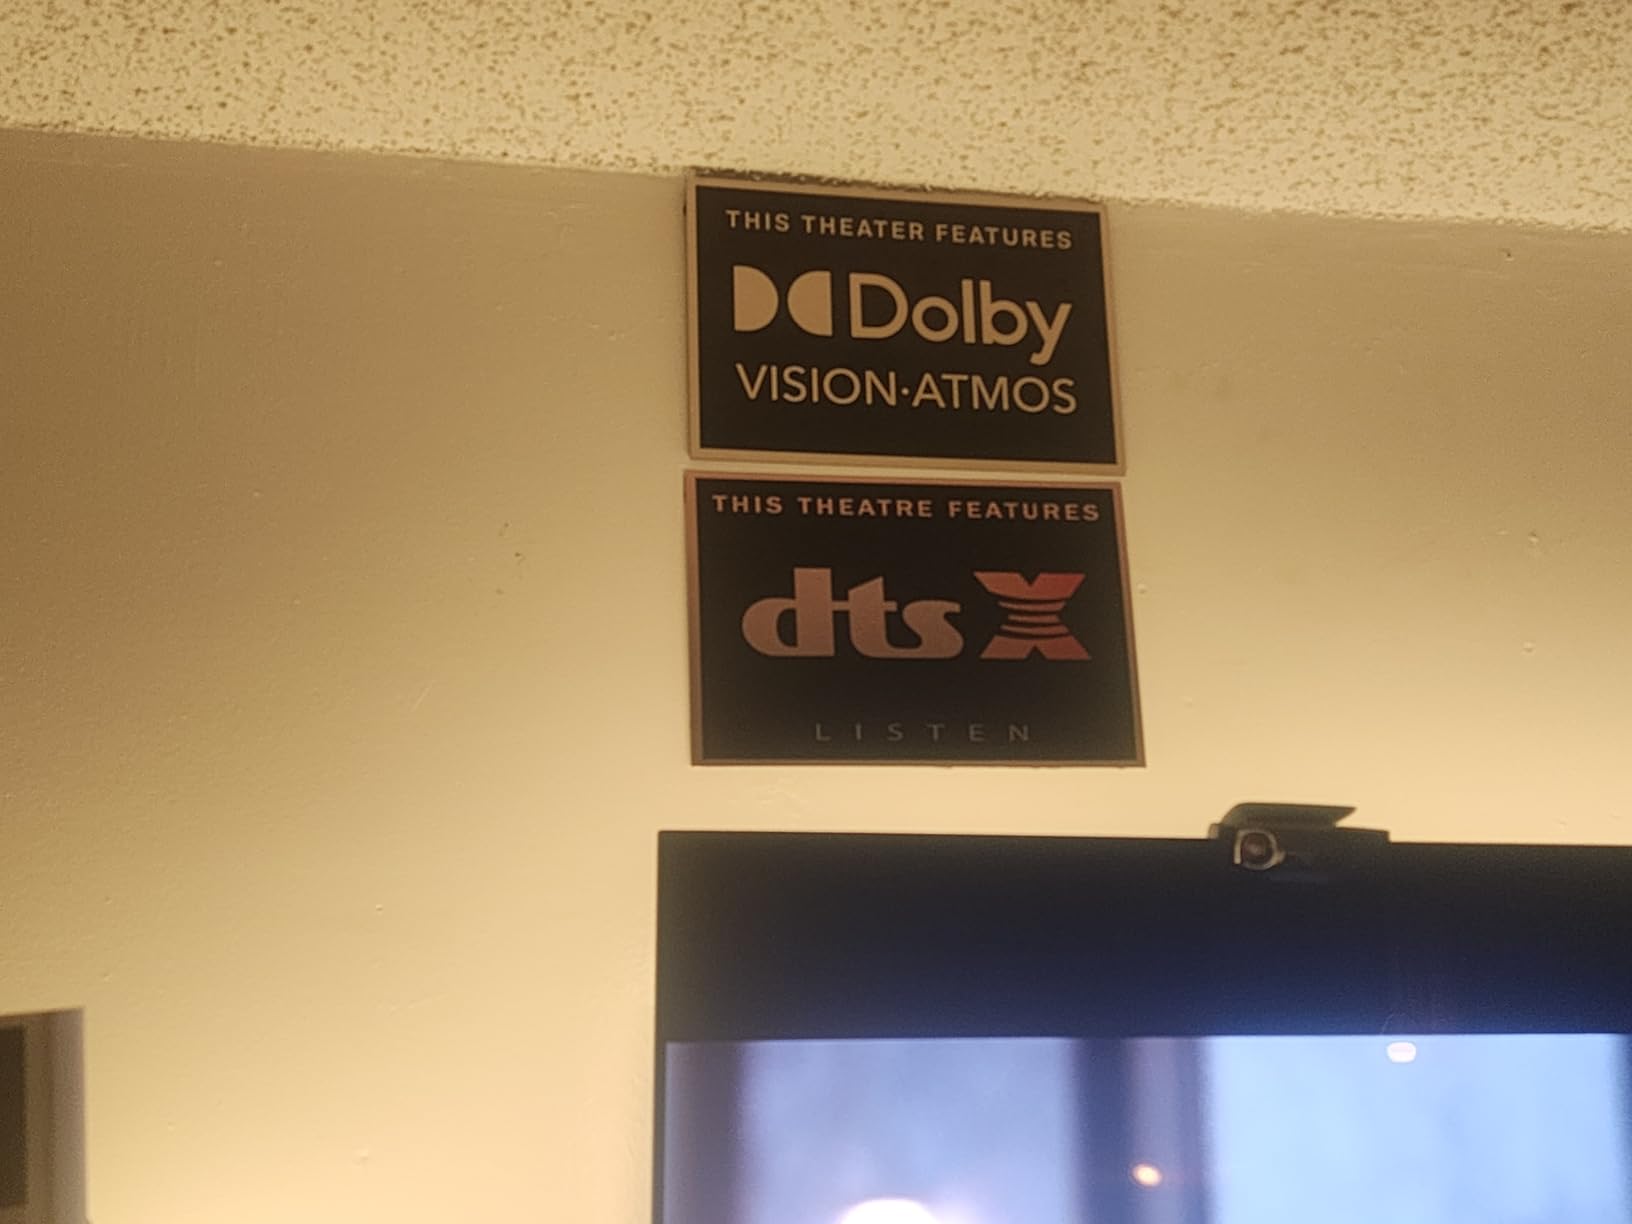 THIS THEATER FEATURES
Dolby
VISION·ATMOS
THIS THEATRE FEATURES
dts X
LISTEN